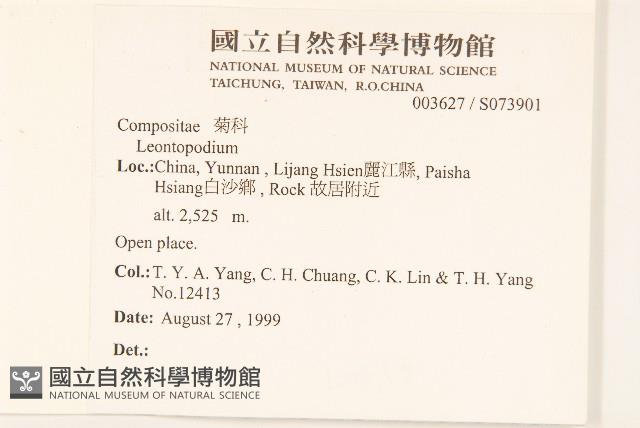 國立自然科學博物館
NATIONAL MUSEUM OF NATURAL SCIENCE
TAICHUNG, TAIWAN, R.O.CHINA
003627 / S073901
Compositae 菊科
Leontopodium
Loc.:China, Yunnan , Lijang Hsien麗江縣, Paisha
Hsiang白沙鄉 , Rock 故居附近
alt. 2,525 m.
Open place.
Col.:T. Y. A. Yang, C. H. Chuang, C. K. Lin & T. H. Yang
No.12413
Date: August 27 , 1999
Det.:
國立自然科學博物館
NATIONAL MUSEUM OF NATURAL SCIENCE